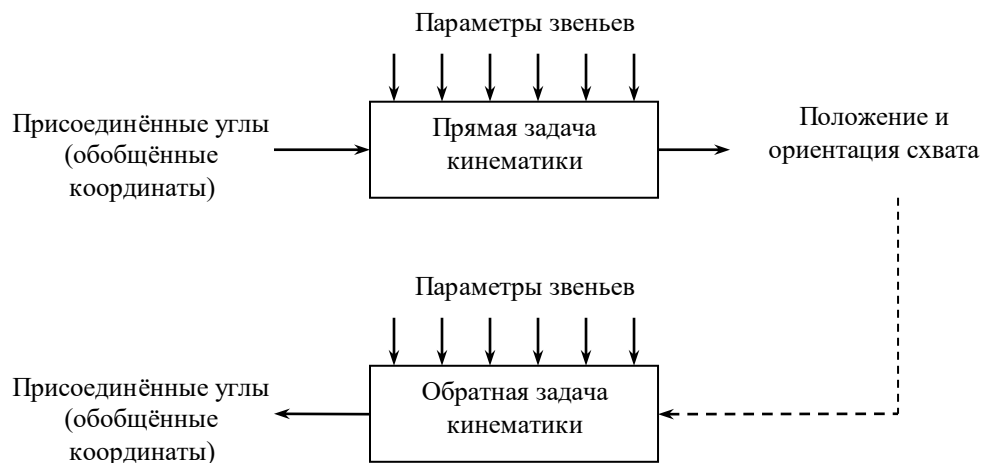 Параметры звеньев
Присоединённые углы
(обобщённые
координаты)
Прямая задача
кинематики
Положение и
ориентация схвата
Параметры звеньев
Присоединённые углы
(обобщённые
координаты)
Обратная задача
кинематики